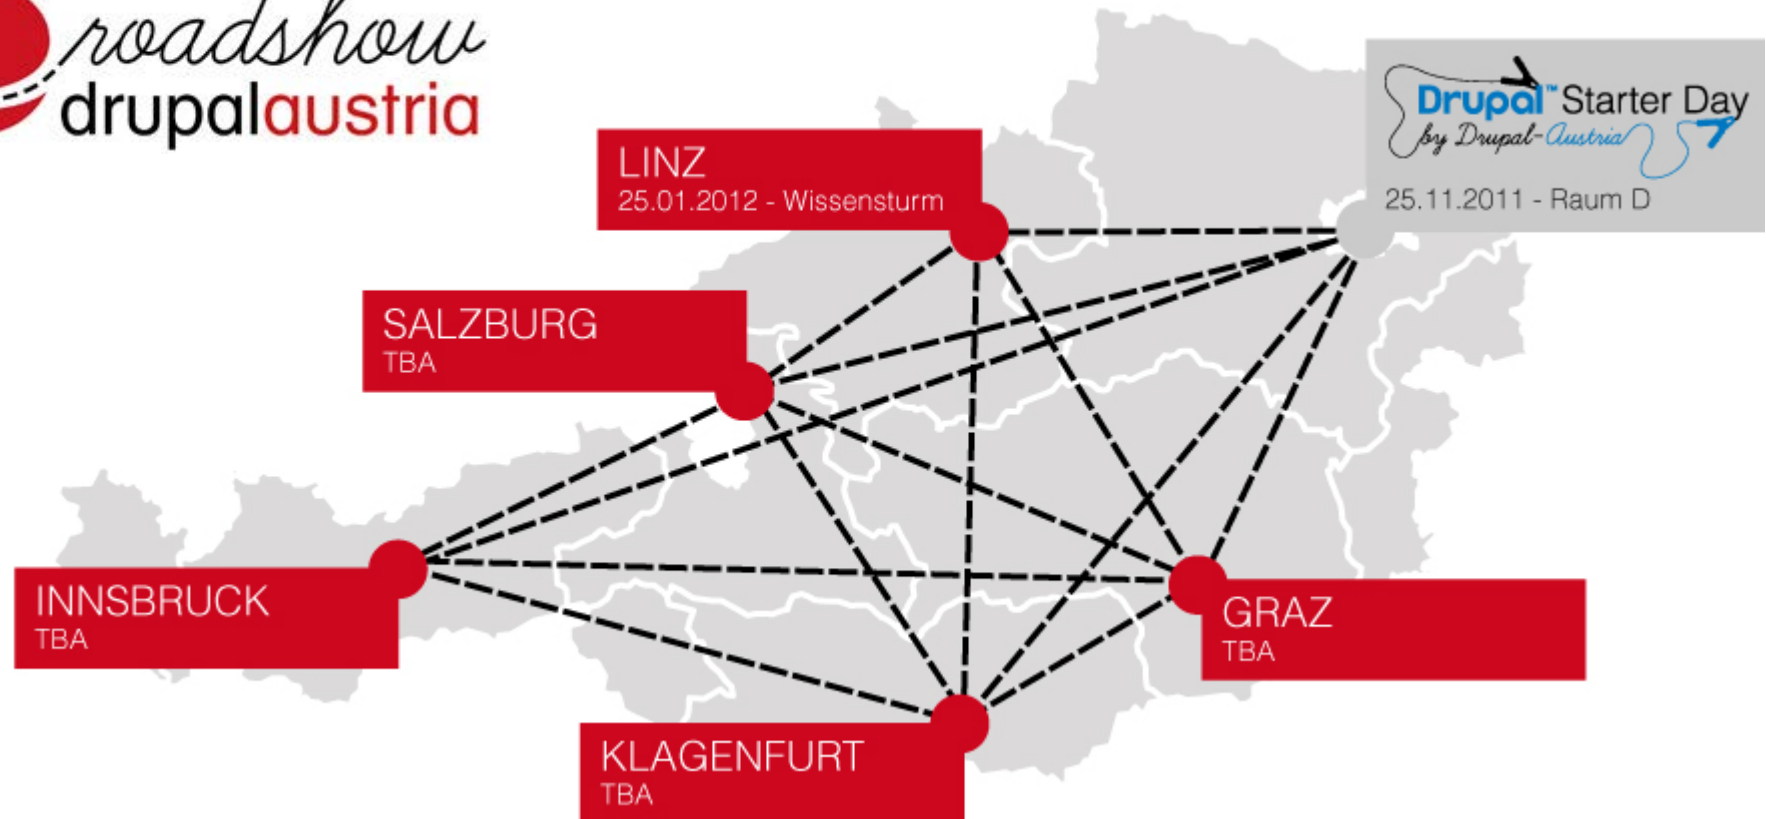 roadshow
drupalaustria
Drupal™ Starter Day
by Drupal-Austria
25.11.2011 - Raum D
LINZ
25.01.2012 - Wissensturm
SALZBURG
TBA
INNSBRUCK
TBA
GRAZ
TBA
KLAGENFURT
TBA